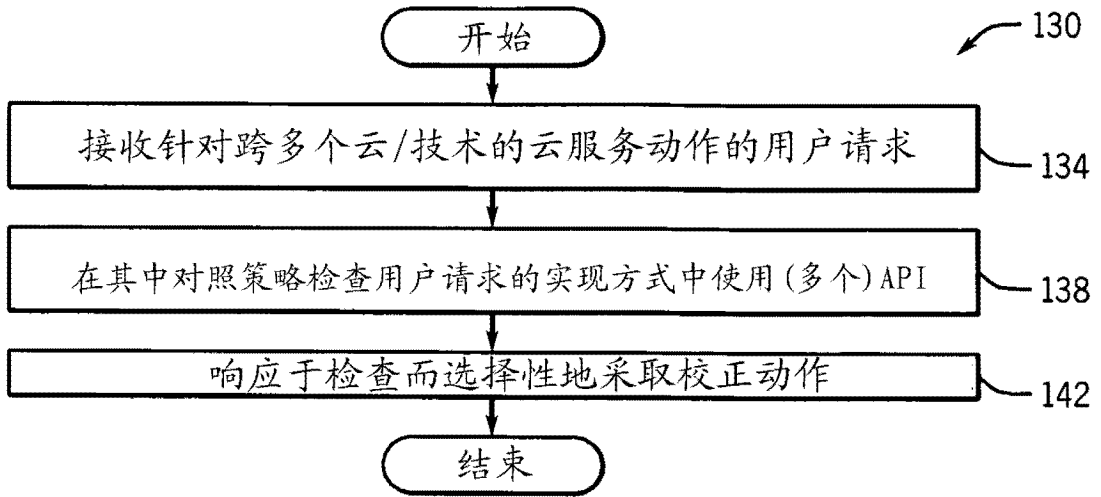 开始
130
接收针对跨多个云/技术的云服务动作的用户请求
134
在其中对照策略检查用户请求的实现方式中使用(多个)API
138
响应于检查而选择性地采取校正动作
142
结束